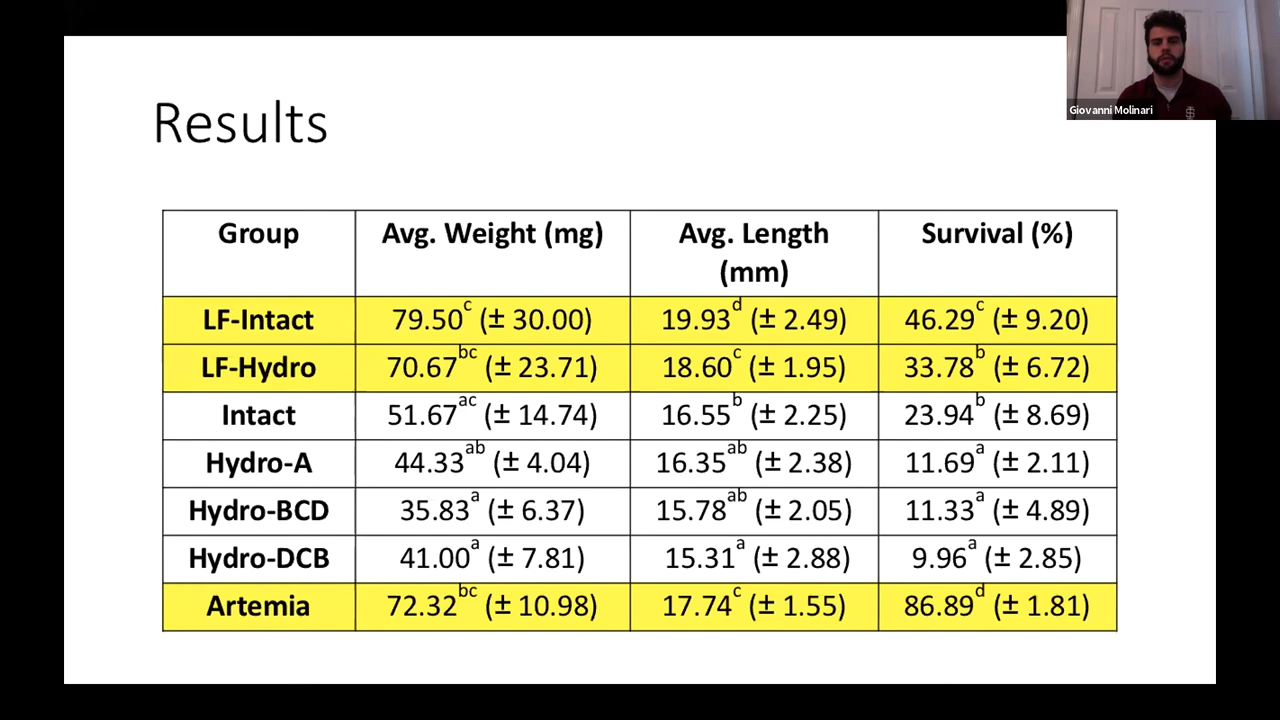 Giovanni Molinari
Results
Group Avg. Weight (mg) Avg. Length (mm) Survival (%)
LF-Intact 79.50c (± 30.00) 19.93d (± 2.49) 46.29c (± 9.20)
LF-Hydro 70.67bc (± 23.71) 18.60c (± 1.95) 33.78b (± 6.72)
Intact 51.67ac (± 14.74) 16.55b (± 2.25) 23.94b (± 8.69)
Hydro-A 44.33ab (± 4.04) 16.35ab (± 2.38) 11.69a (± 2.11)
Hydro-BCD 35.83a (± 6.37) 15.78ab (± 2.05) 11.33a (± 4.89)
Hydro-DCB 41.00a (± 7.81) 15.31a (± 2.88) 9.96a (± 2.85)
Artemia 72.32bc (± 10.98) 17.74c (± 1.55) 86.89d (± 1.81)